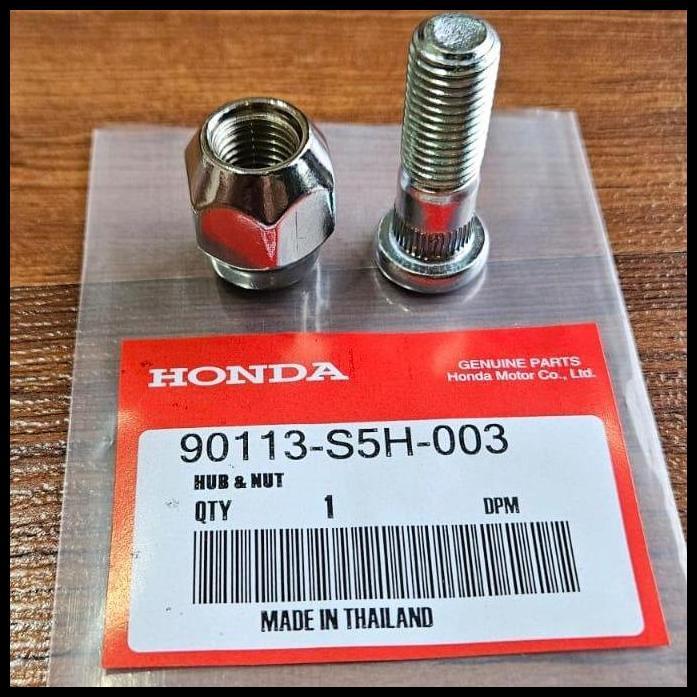 HONDA
GENUINE PARTS
Honda Motor Co., Ltd.
90113-S5H-003
HUB & NUT
QTY 1 DPM
MADE IN THAILAND